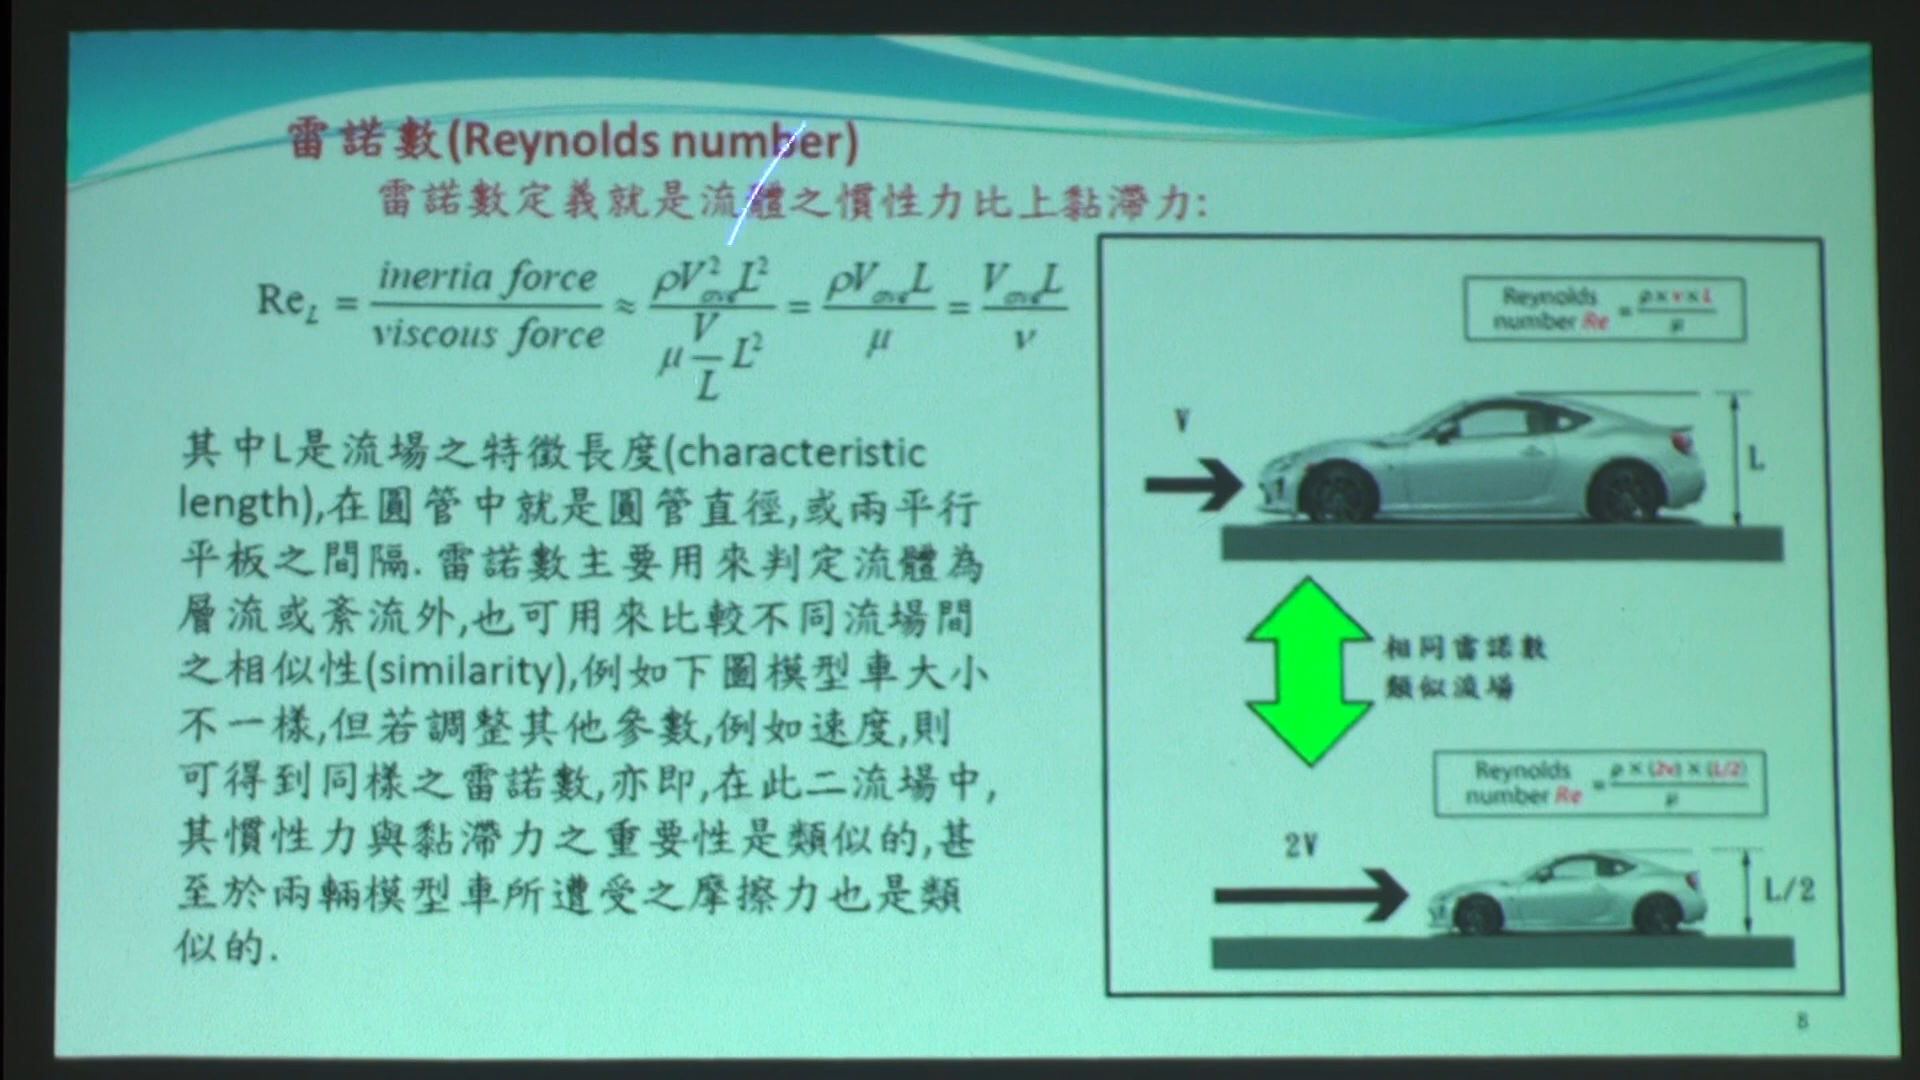 雷諾數(Reynolds number)
雷諾數定義就是流體之慣性力比上黏滯力:
Re_L = inertia force / viscous force ≈ ρV²_ave L² / μ (V/L) L² = ρV_ave L / μ = V_ave L / ν
其中L是流場之特徵長度(characteristic
length),在圓管中就是圓管直徑,或兩平行
平板之間隔. 雷諾數主要用來判定流體為
層流或紊流外,也可用來比較不同流場間
之相似性(similarity),例如下圖模型車大小
不一樣,但若調整其他參數,例如速度,則
可得到同樣之雷諾數,亦即,在此二流場中,
其慣性力與黏滯力之重要性是類似的,甚
至於兩輛模型車所遭受之摩擦力也是類
似的.
Reynolds
number Re = ρ×v×L / μ
V
L
相同雷諾數
類似流場
Reynolds
number Re = ρ×(2v)×(L/2) / μ
2V
L/2
8